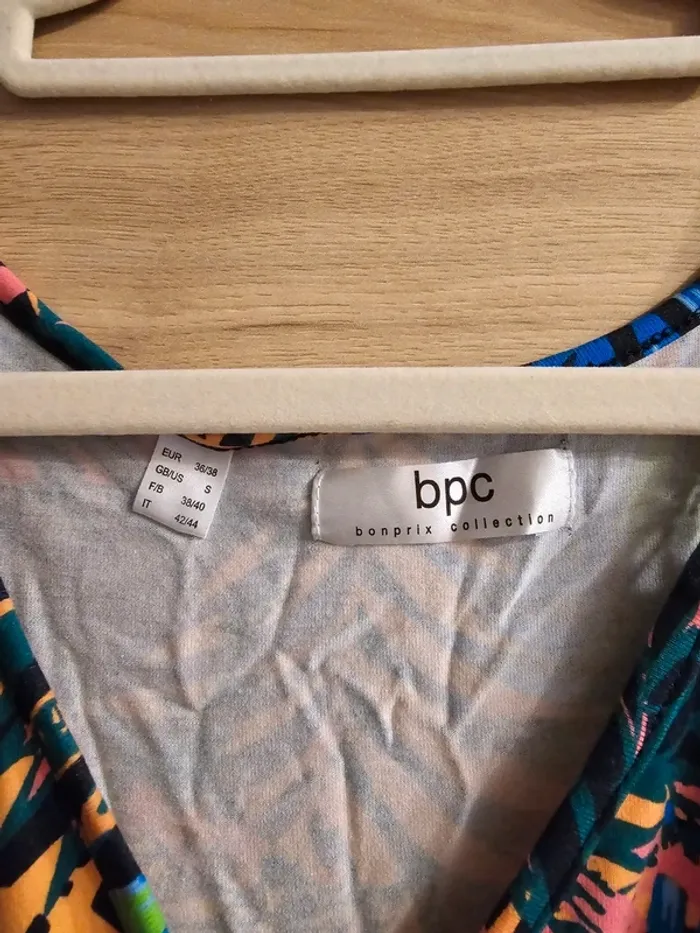 EUR 36/38
GB/US S
F/B 38/40
IT 42/44
bpc
bonprix collection